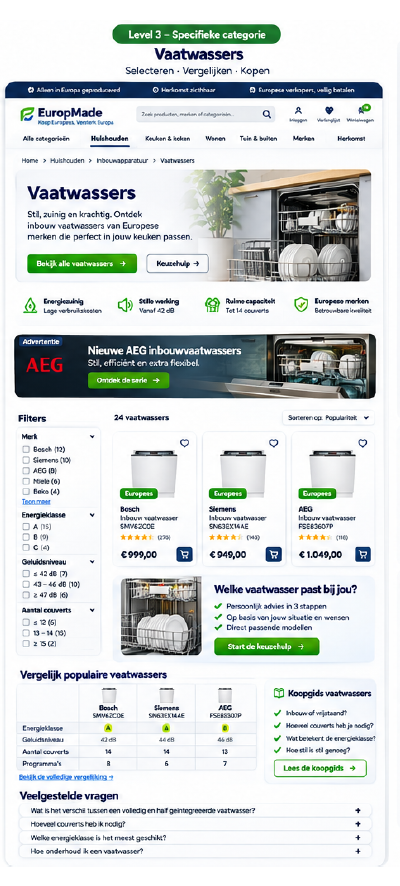 Level 3 – Specifieke categorie
Vaatwassers
Selecteren · Vergelijken · Kopen
Alleen in Europa geproduceerd
Herkomst zichtbaar
Europese verkopers, veilig betalen
EuropMade
Koop Europees. Versterk Europa.
Zoek producten, merken of categorieën...
Inloggen
Verlanglijst
Winkelwagen
Alle categorieën
Huishouden
Keuken & koken
Wonen
Tuin & buiten
Merken
Herkomst
Home > Huishouden > Inbouwapparatuur > Vaatwassers
Vaatwassers
Stil, zuinig en krachtig. Ontdek
inbouw vaatwassers van Europese
merken die perfect in jouw keuken passen.
Bekijk alle vaatwassers →
Keuzehulp →
Energiezuinig
Lage verbruikskosten
Stille werking
Vanaf 42 dB
Ruime capaciteit
Tot 14 couverts
Europese merken
Betrouwbare kwaliteit
Advertentie
AEG
Nieuwe AEG inbouwvaatwassers
Stil, efficiënt en extra flexibel.
Ontdek de serie →
Filters
Merk
Bosch (12)
Siemens (10)
AEG (8)
Miele (6)
Beko (4)
Toon meer
Energieklasse
A (15)
B (9)
C (4)
Geluidsniveau
≤ 42 dB (7)
43 – 46 dB (10)
≥ 47 dB (6)
Aantal couverts
≤ 12 (6)
13 – 14 (16)
≥ 15 (2)
24 vaatwassers
Sorteren op: Populariteit
Europees
Bosch
Inbouw vaatwasser
€ 999,00
Europees
Siemens
Inbouw vaatwasser
SN63EX14AE
€ 949,00
Europees
AEG
Inbouw vaatwasser
€ 1.049,00
Welke vaatwasser past bij jou?
Persoonlijk advies in 3 stappen
Op basis van jouw situatie en wensen
Direct passende modellen
Start de keuzehulp →
Vergelijk populaire vaatwassers
Bosch
Siemens
AEG
Energieklasse A A B
Geluidsniveau 42 dB 44 dB 46 dB
Aantal couverts 14 14 13
Programma's 8 6 7
Bekijk de volledige vergelijking →
Koopgids vaatwassers
Inbouw of vrijstaand?
Hoeveel couverts heb je nodig?
Wat betekent de energieklasse?
Hoe stil is stil genoeg?
Lees de koopgids →
Veelgestelde vragen
Wat is het verschil tussen een volledig en half geïntegreerde vaatwasser? +
Hoeveel couverts heb ik nodig? +
Welke energieklasse is het meest geschikt? +
Hoe onderhoud ik een vaatwasser? +